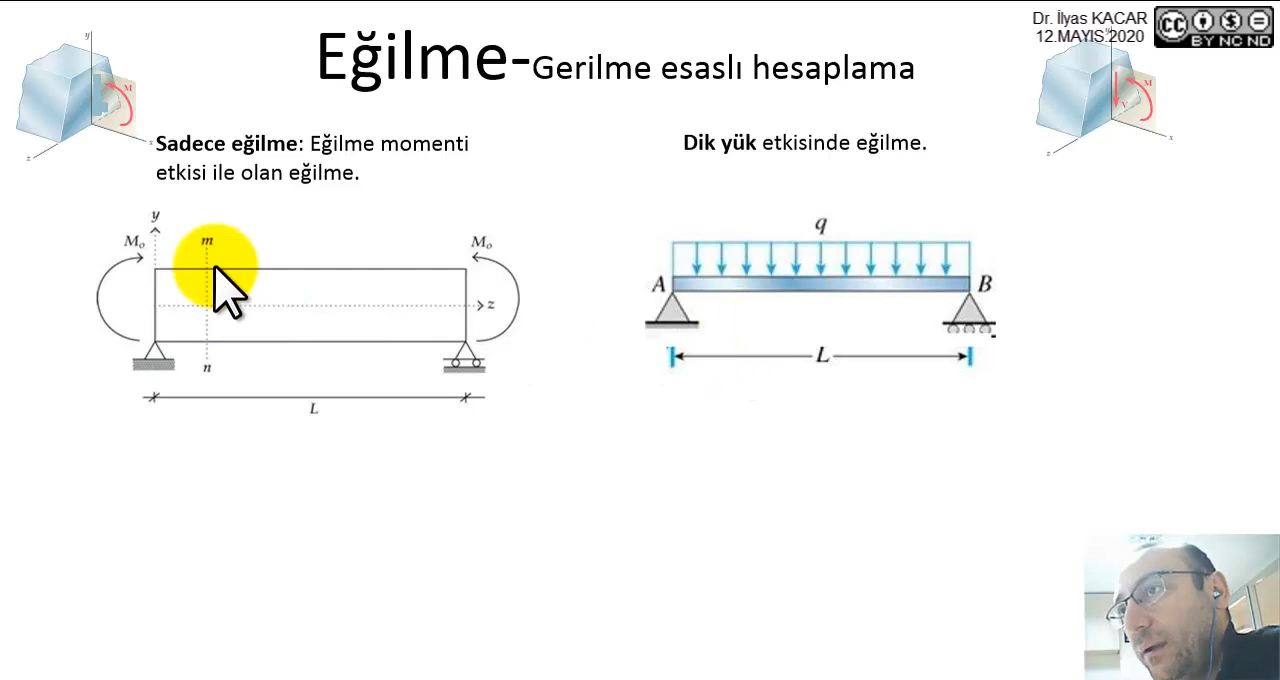 Dr. İlyas KACAR
12.MAYIS.2020
BY NC ND
Eğilme-Gerilme esaslı hesaplama
y
M
x
z
y
M
V
x
z
Sadece eğilme: Eğilme momenti
etkisi ile olan eğilme.
Dik yük etkisinde eğilme.
y
Mo
m
Mo
z
n
L
q
A
B
L